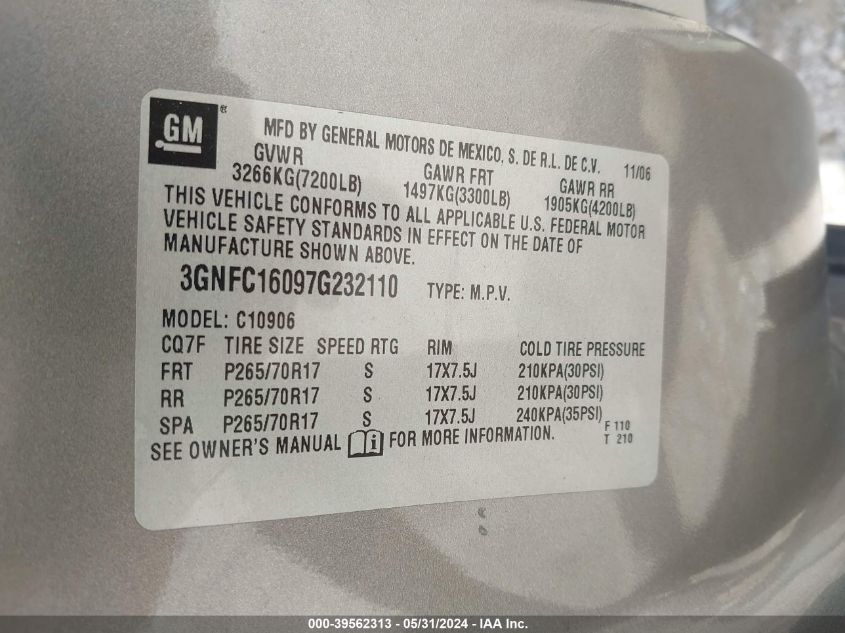 GM ®
MFD BY GENERAL MOTORS DE MEXICO, S. DE R.L. DE C.V. 11/06
GVWR GAWR FRT GAWR RR
3266KG(7200LB) 1497KG(3300LB) 1905KG(4200LB)
THIS VEHICLE CONFORMS TO ALL APPLICABLE U.S. FEDERAL MOTOR
VEHICLE SAFETY STANDARDS IN EFFECT ON THE DATE OF
MANUFACTURE SHOWN ABOVE.
3GNFC16097G232110 TYPE: M.P.V.
MODEL: C10906
CQ7F TIRE SIZE SPEED RTG RIM COLD TIRE PRESSURE
FRT P265/70R17 S 17X7.5J 210KPA(30PSI)
RR P265/70R17 S 17X7.5J 210KPA(30PSI)
SPA P265/70R17 S 17X7.5J 240KPA(35PSI)
F 110
SEE OWNER'S MANUAL i FOR MORE INFORMATION. T 210
000-39562313 - 05/31/2024 - IAA Inc.